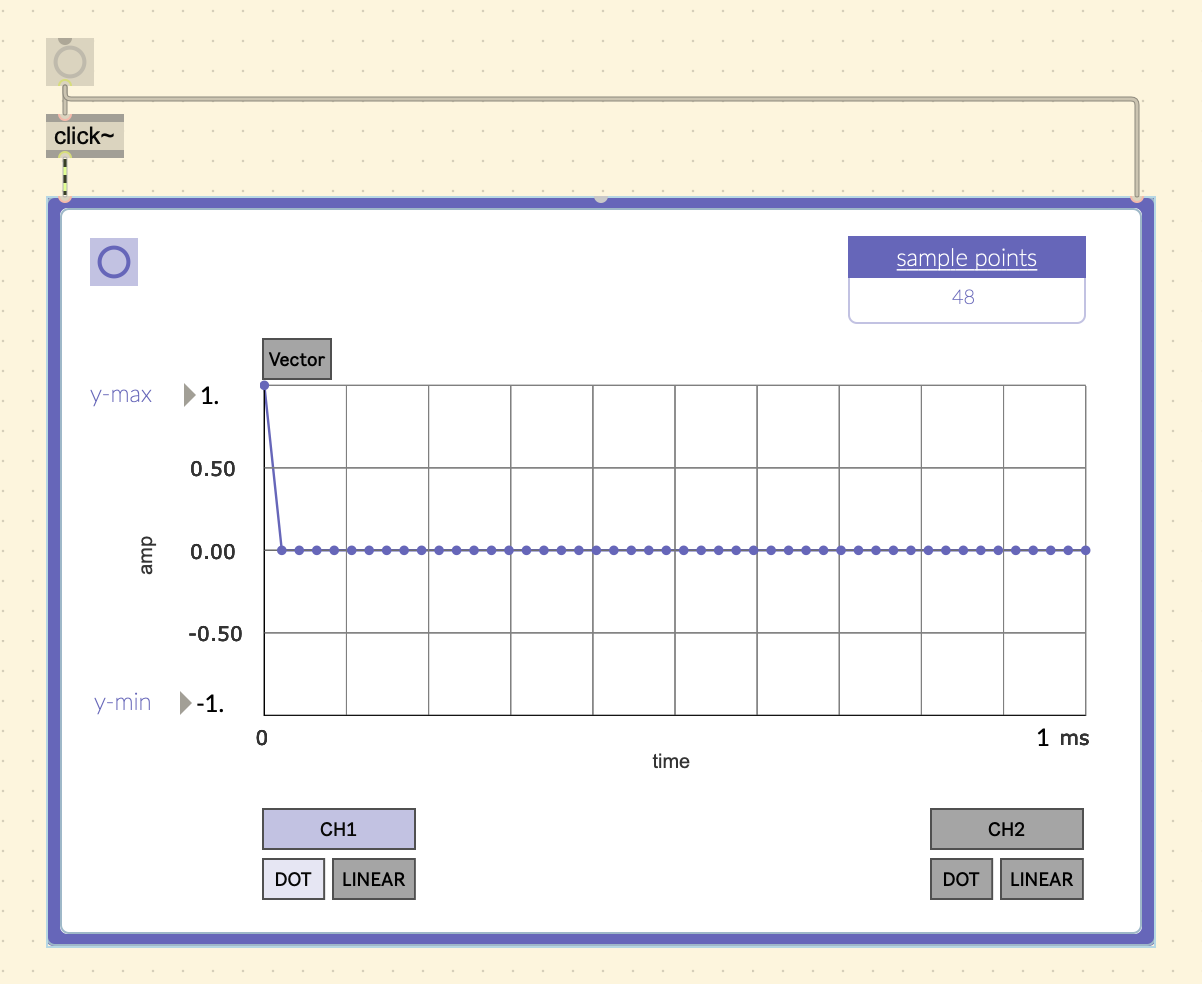 click~
sample points
48
Vector
y-max 1.
0.50
0.00
amp
-0.50
y-min -1.
0 1 ms
time
CH1 CH2
DOT LINEAR DOT LINEAR